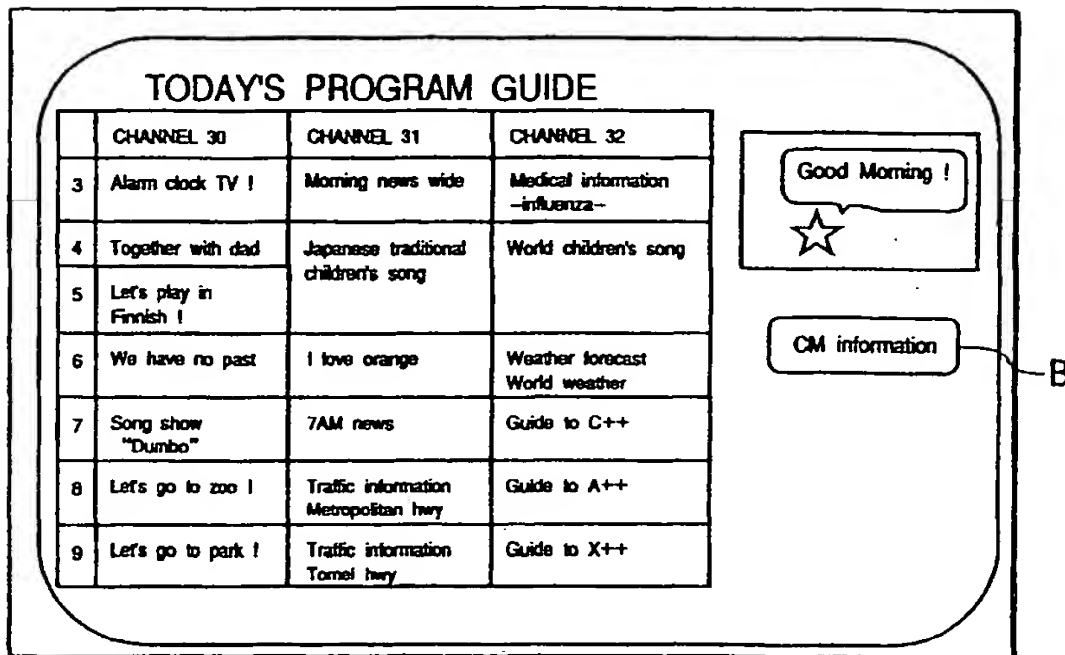 TODAY'S PROGRAM GUIDE
CHANNEL 30 CHANNEL 31 CHANNEL 32
3 Alarm clock TV ! Morning news wide Medical information
-influenza-
4 Together with dad Japanese traditional World children's song
children's song
5 Let's play in
Finnish !
6 We have no past I love orange Weather forecast
World weather
7 Song show 7AM news Guide to C++
"Dumbo"
8 Let's go to zoo ! Traffic information Guide to A++
Metropolitan hwy
9 Let's go to park ! Traffic information Guide to X++
Tomei hwy
Good Morning !
CM information
B